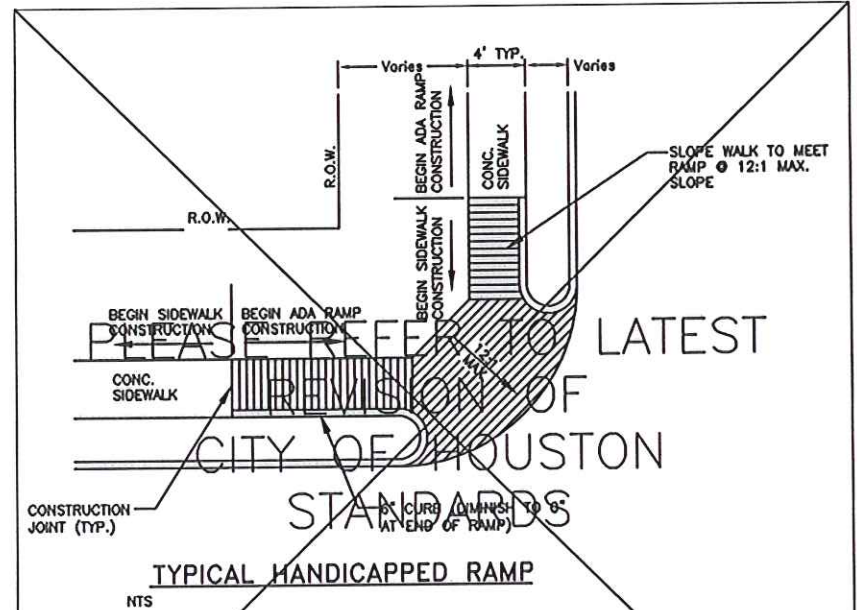 Varies
4' TYP.
Varies
BEGIN ADA RAMP
CONSTRUCTION
CONC.
SIDEWALK
SLOPE WALK TO MEET
RAMP @ 12:1 MAX.
SLOPE
R.O.W.
R.O.W.
BEGIN SIDEWALK
CONSTRUCTION
BEGIN SIDEWALK
CONSTRUCTION
BEGIN ADA RAMP
CONSTRUCTION
PLEASE REFER TO LATEST
REVISION OF
CITY OF HOUSTON
STANDARDS
12:1
MAX.
CONC.
SIDEWALK
CONSTRUCTION
JOINT (TYP.)
6" CURB (DIMINISH TO 0"
AT END OF RAMP)
TYPICAL HANDICAPPED RAMP
NTS